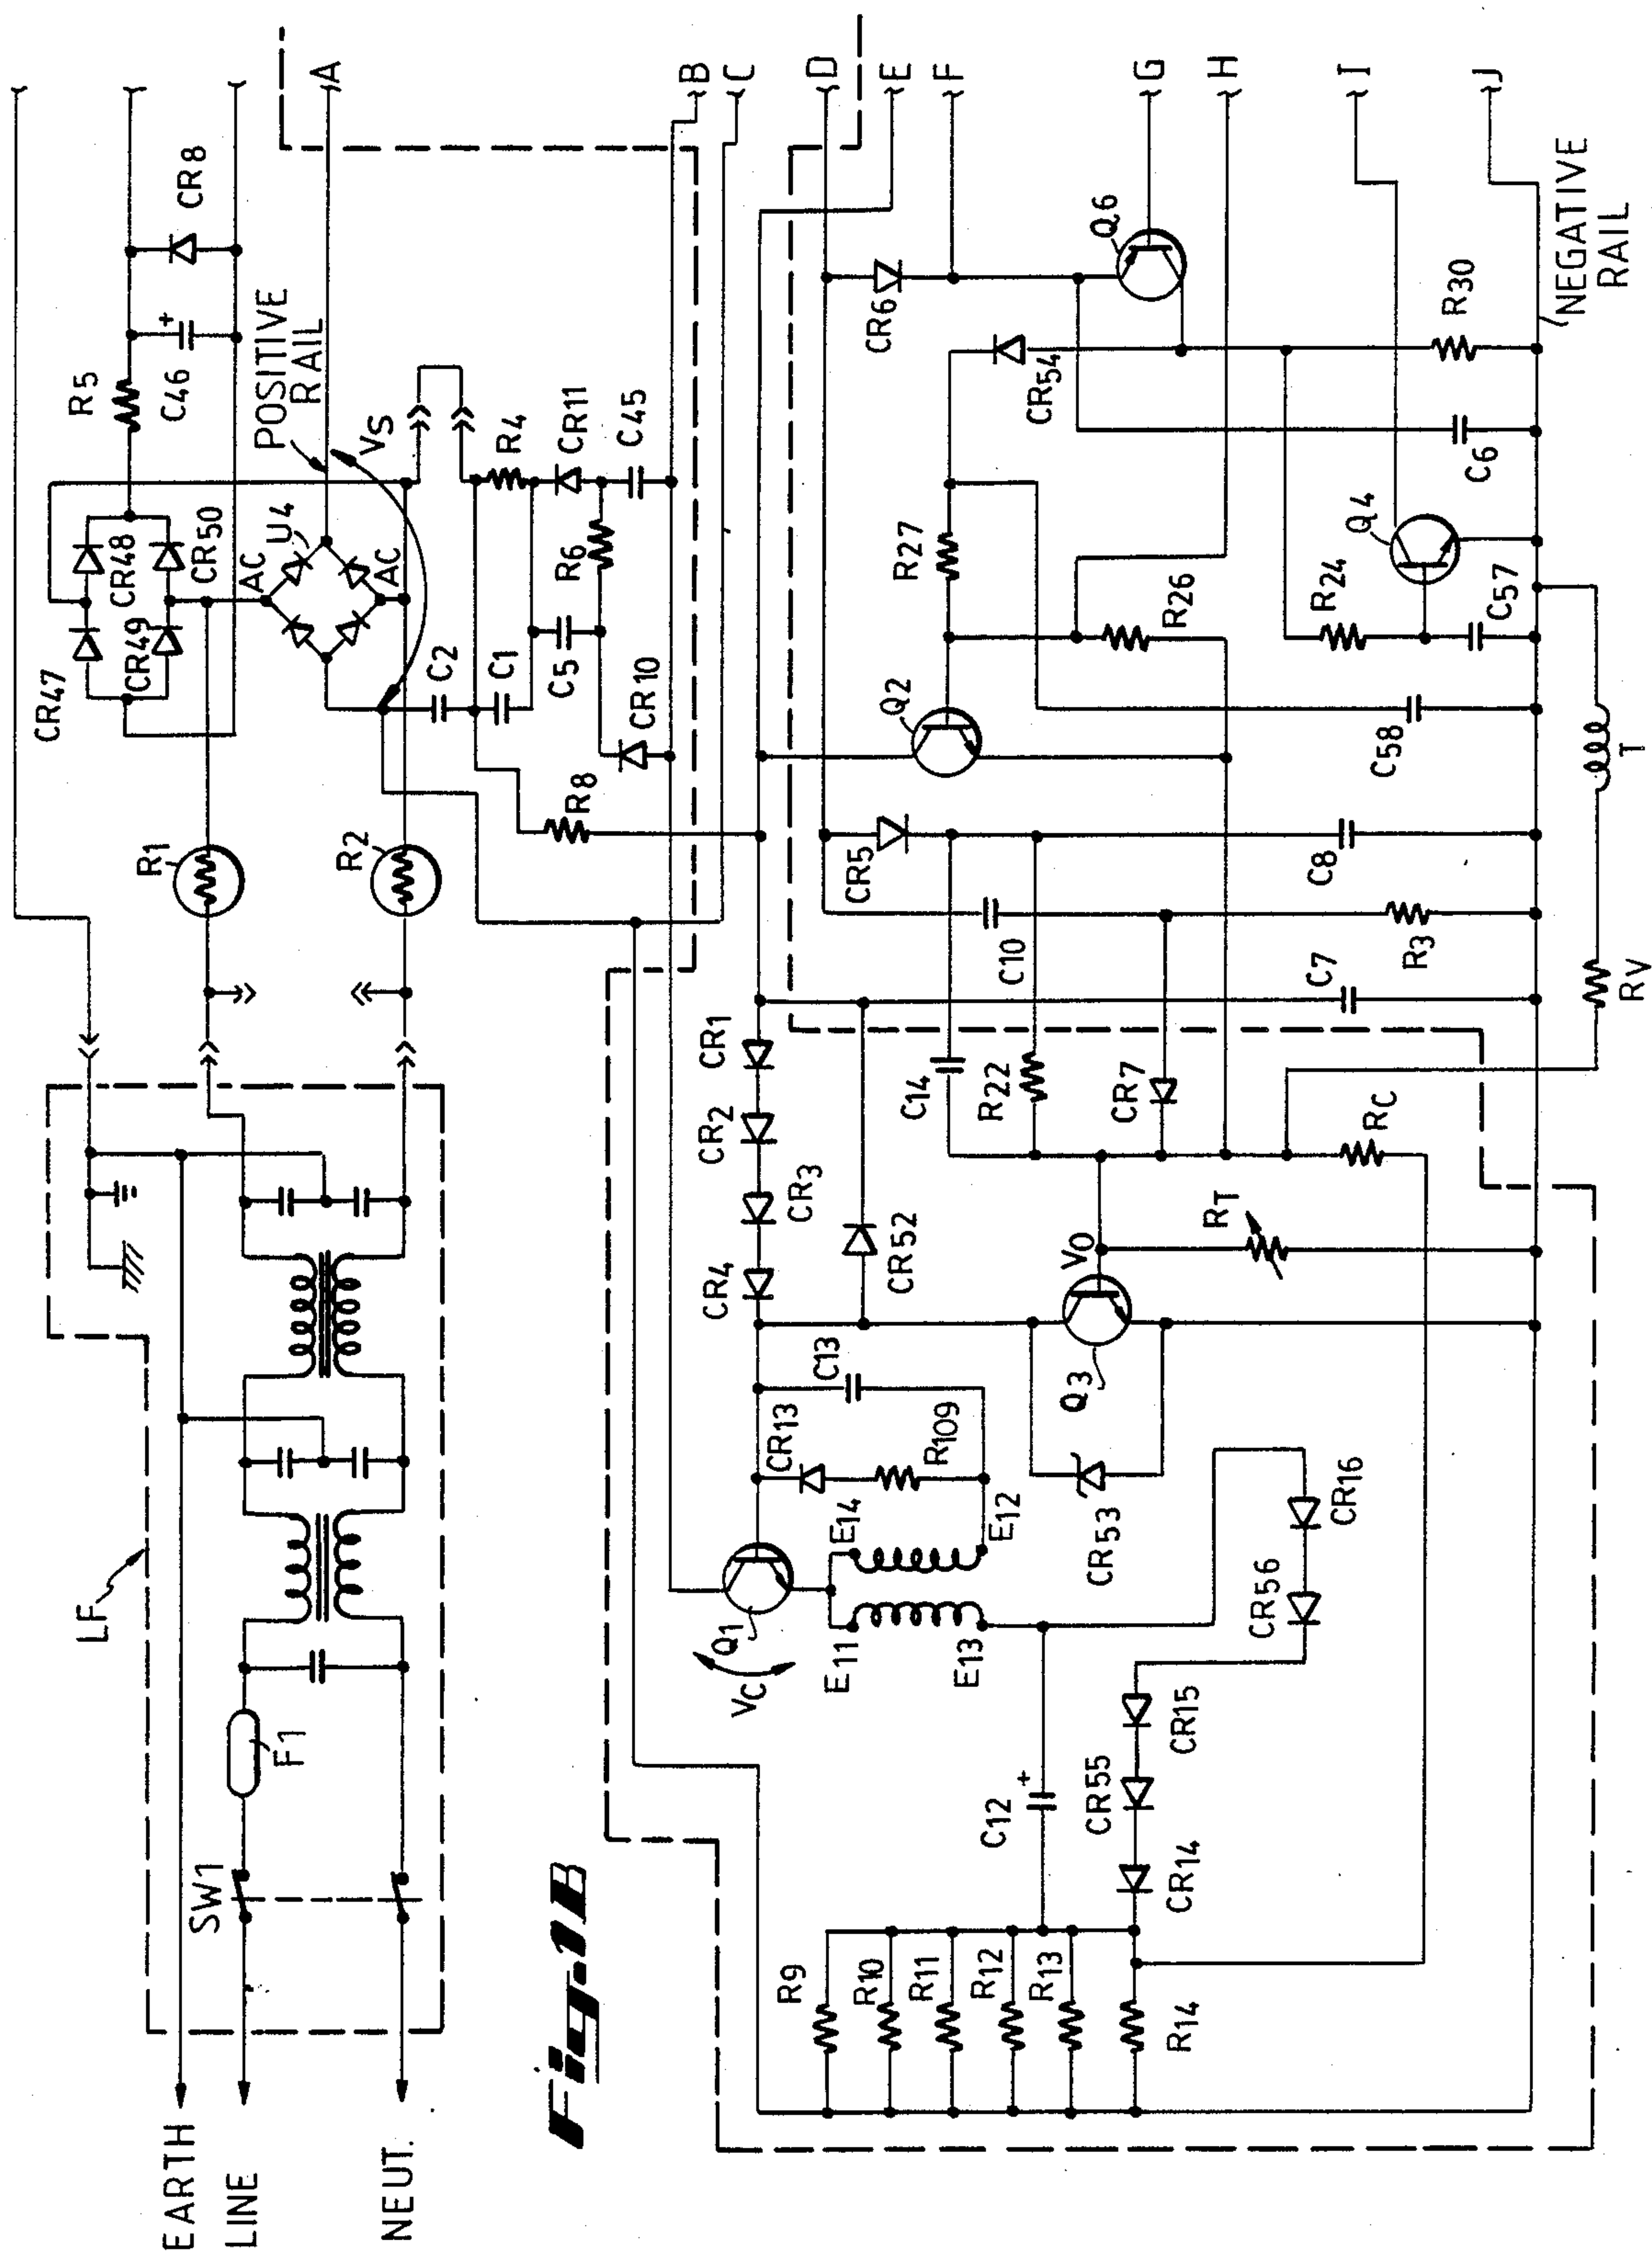 EARTH
LINE
NEUT.
SW1
F1
LF
R1
R2
CR47
CR48
CR49
CR50
R5
C46
+
CR8
AC
U4
AC
POSITIVE
RAIL
A
VS
C2
C1
R4
CR11
C5
R6
C45
CR10
R8
B
C
D
E
F
G
H
I
J
Fig.1B
CR1
CR2
CR3
CR4
CR52
C13
CR13
R109
Q1
VC
E11
E14
E12
E13
CR53
Q3
VO
RT
RC
C14
R22
CR7
C10
C7
R3
C8
CR5
Q2
R27
R26
C58
CR6
CR54
Q6
R30
C6
Q4
R24
C57
NEGATIVE
RAIL
T
RV
CR16
CR56
CR15
CR55
CR14
C12
+
R9
R10
R11
R12
R13
R14